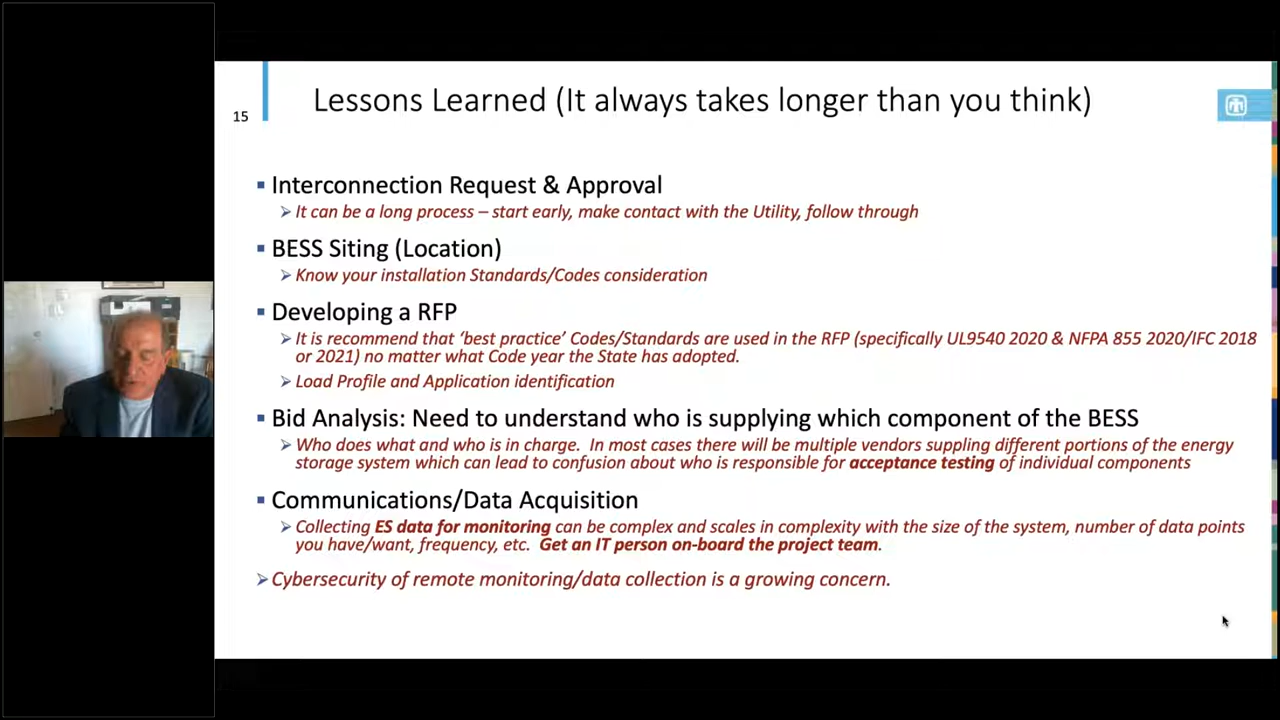 15
Lessons Learned (It always takes longer than you think)
▪ Interconnection Request & Approval
➢ It can be a long process – start early, make contact with the Utility, follow through
▪ BESS Siting (Location)
➢ Know your installation Standards/Codes consideration
▪ Developing a RFP
➢ It is recommend that ‘best practice’ Codes/Standards are used in the RFP (specifically UL9540 2020 & NFPA 855 2020/IFC 2018
or 2021) no matter what Code year the State has adopted.
➢ Load Profile and Application identification
▪ Bid Analysis: Need to understand who is supplying which component of the BESS
➢ Who does what and who is in charge. In most cases there will be multiple vendors suppling different portions of the energy
storage system which can lead to confusion about who is responsible for acceptance testing of individual components
▪ Communications/Data Acquisition
➢ Collecting ES data for monitoring can be complex and scales in complexity with the size of the system, number of data points
you have/want, frequency, etc. Get an IT person on-board the project team.
➢ Cybersecurity of remote monitoring/data collection is a growing concern.